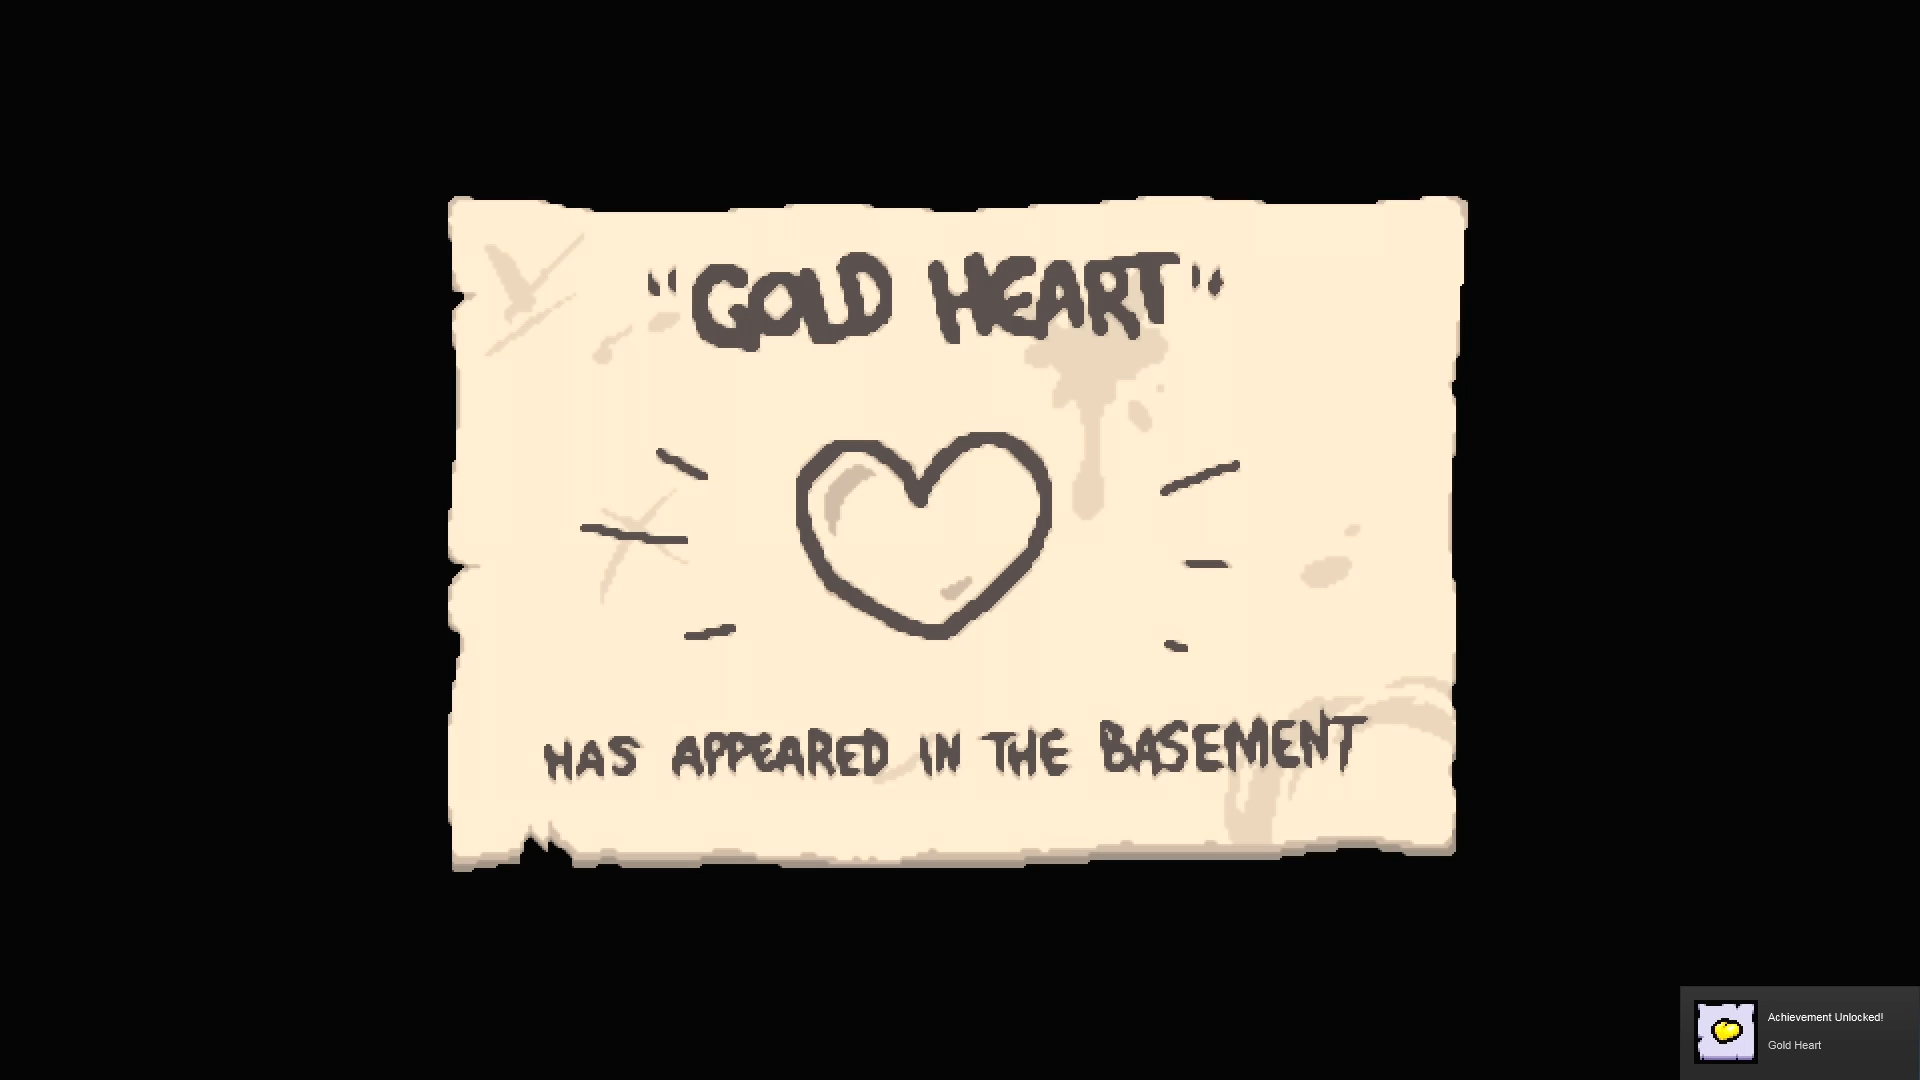 "GOLD HEART"
HAS APPEARED IN THE BASEMENT
Achievement Unlocked!
Gold Heart